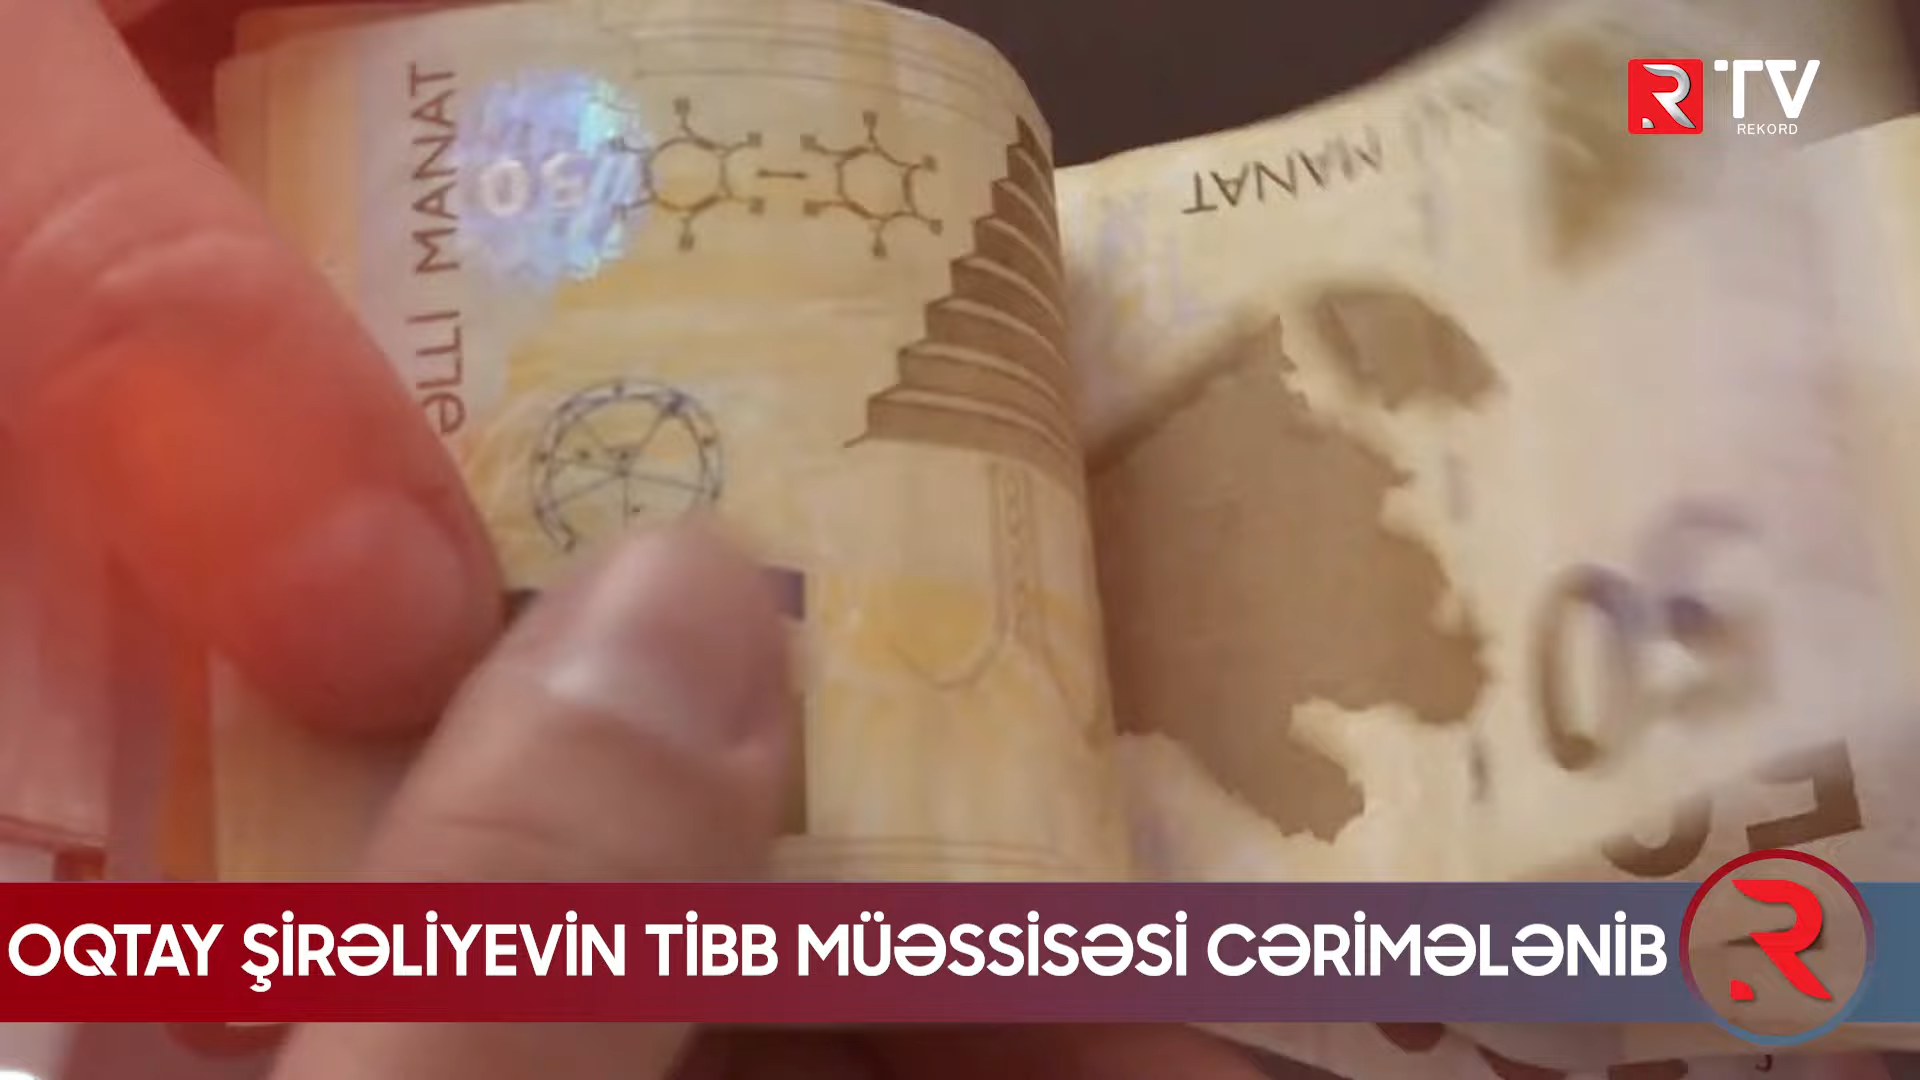 TV
REKORD
ƏLLI MANAT
50
MANAT
OQTAY ŞİRƏLİYEVİN TİBB MÜƏSSİSƏSİ CƏRİMƏLƏNİB